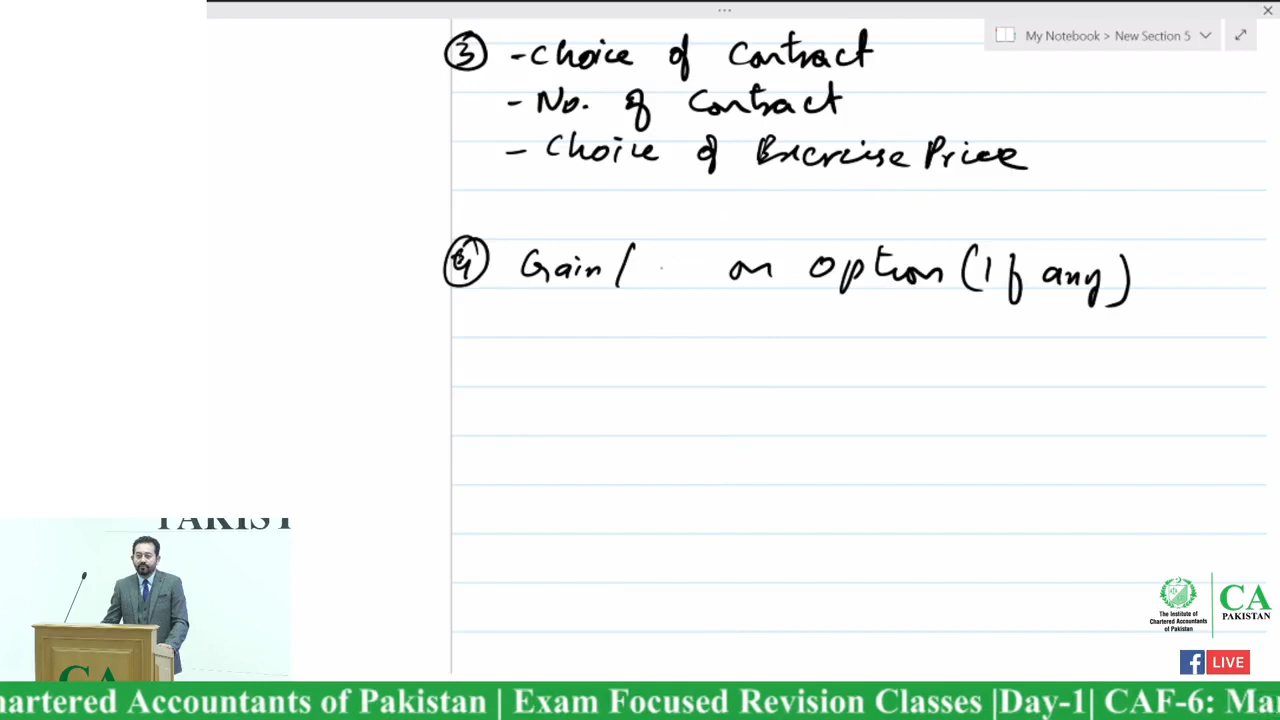 My Notebook > New Section 5
③ - Choice of Contract
- No. of Contract
- Choice of Exercise Price
④ Gain/ on option (If any)
PAKIST
CA
The Institute of
Chartered Accountants
of Pakistan
CA
PAKISTAN
f LIVE
hartered Accountants of Pakistan | Exam Focused Revision Classes |Day-1| CAF-6: Ma